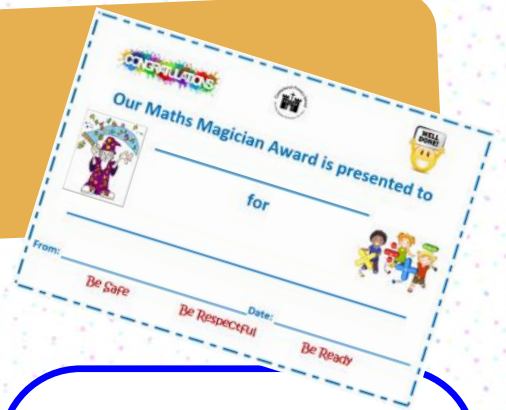 CONGRATULATIONS
WELL DONE!
Our Maths Magician Award is presented to
for
From:
Date:
Be Safe
Be Respectful
Be Ready